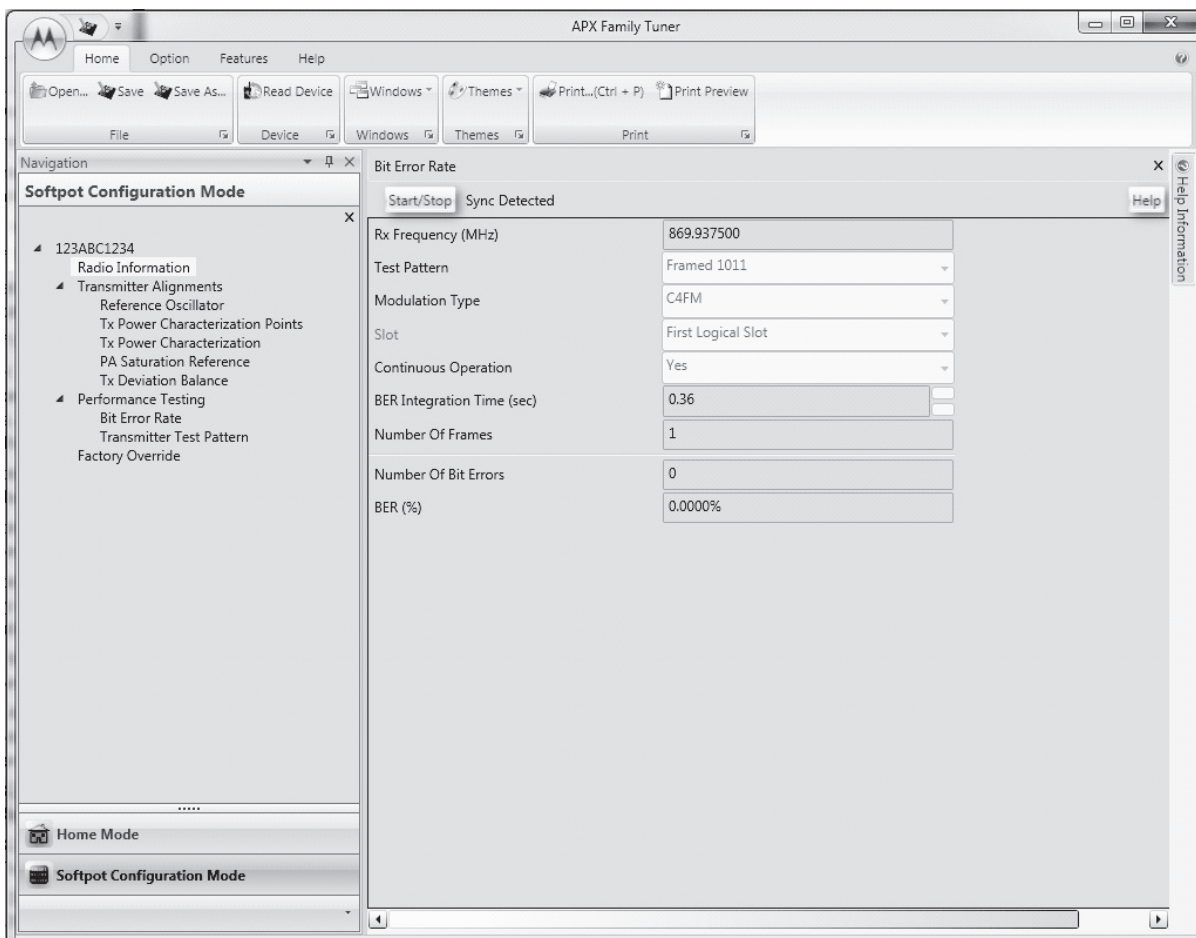 APX Family Tuner
Home Option Features Help
Open... Save Save As... Read Device Windows Themes Print...(Ctrl + P) Print Preview
File Device Windows Themes Print
Navigation
Softpot Configuration Mode
123ABC1234
Radio Information
Transmitter Alignments
Reference Oscillator
Tx Power Characterization Points
Tx Power Characterization
PA Saturation Reference
Tx Deviation Balance
Performance Testing
Bit Error Rate
Transmitter Test Pattern
Factory Override
Home Mode
Softpot Configuration Mode
Bit Error Rate
Start/Stop Sync Detected Help
Rx Frequency (MHz) 869.937500
Test Pattern Framed 1011
Modulation Type C4FM
Slot First Logical Slot
Continuous Operation Yes
BER Integration Time (sec) 0.36
Number Of Frames 1
Number Of Bit Errors 0
BER (%) 0.0000%
Help Information